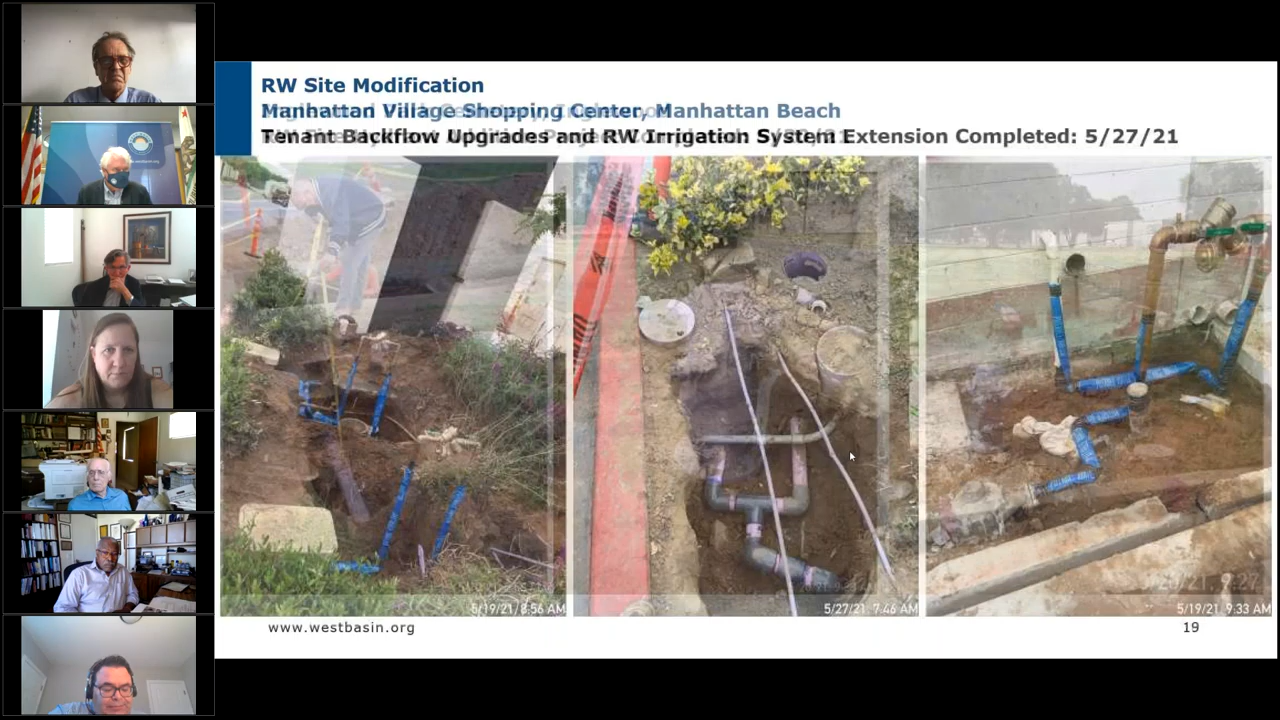 RW Site Modification
Manhattan Village Shopping Center, Manhattan Beach
Tenant Backflow Upgrades and RW Irrigation System Extension Completed: 5/27/21
5/19/21, 8:56 AM
5/27/21, 7:46 AM
5/19/21, 9:33 AM
www.westbasin.org
19